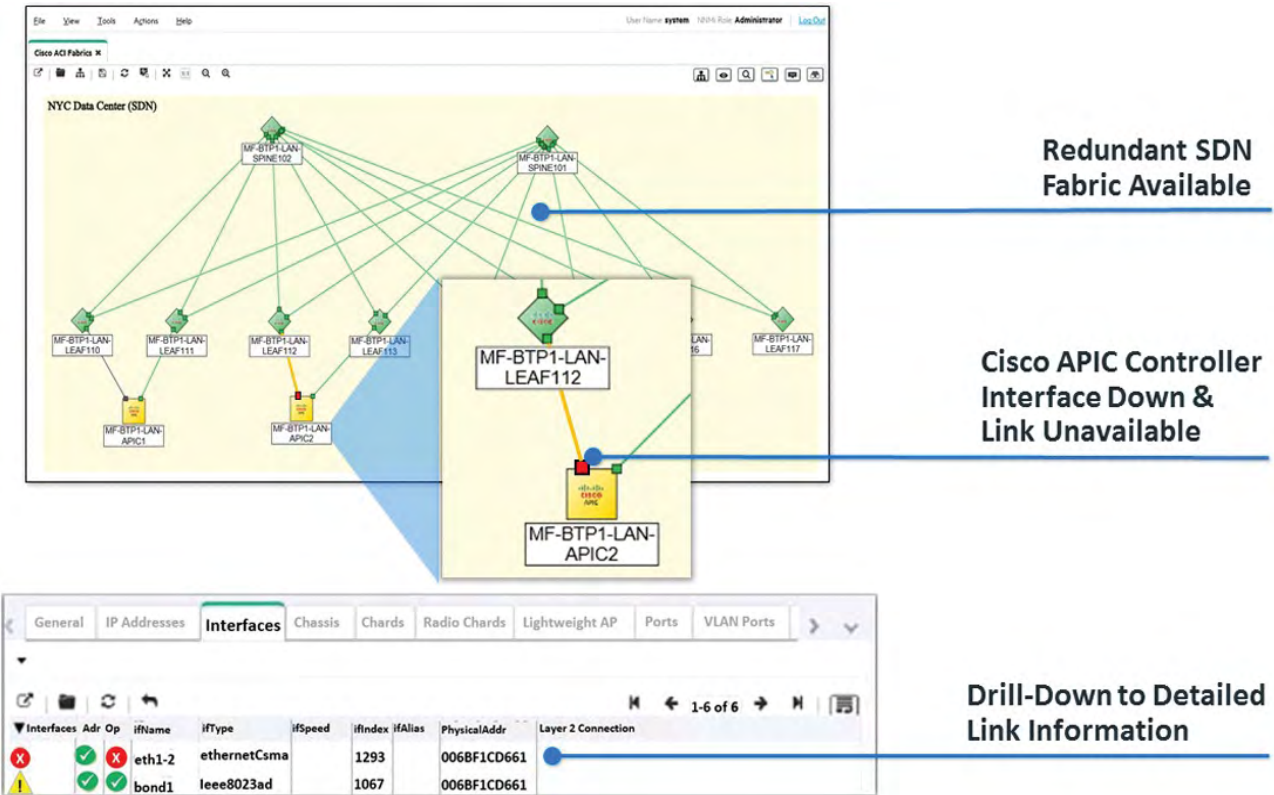 File View Tools Actions Help
User Name system NNMi Role Administrator Log Out
Cisco ACI Fabrics ×
NYC Data Center (SDN)
MF-BTP1-LAN-
SPINE102
MF-BTP1-LAN-
SPINE101
MF-BTP1-LAN-
LEAF110
MF-BTP1-LAN-
LEAF111
MF-BTP1-LAN-
LEAF112
MF-BTP1-LAN-
LEAF113
LAN-
16
MF-BTP1-LAN-
LEAF117
MF-BTP1-LAN-
APIC1
MF-BTP1-LAN-
APIC2
CISCO
MF-BTP1-LAN-
LEAF112
CISCO
APIC
MF-BTP1-LAN-
APIC2
Redundant SDN
Fabric Available
Cisco APIC Controller
Interface Down &
Link Unavailable
Drill-Down to Detailed
Link Information
General IP Addresses Interfaces Chassis Chards Radio Chards Lightweight AP Ports VLAN Ports
1-6 of 6
Interfaces Adr Op ifName ifType ifSpeed ifIndex ifAlias PhysicalAddr Layer 2 Connection
eth1-2 ethernetCsma 1293 006BF1CD661
bond1 Ieee8023ad 1067 006BF1CD661